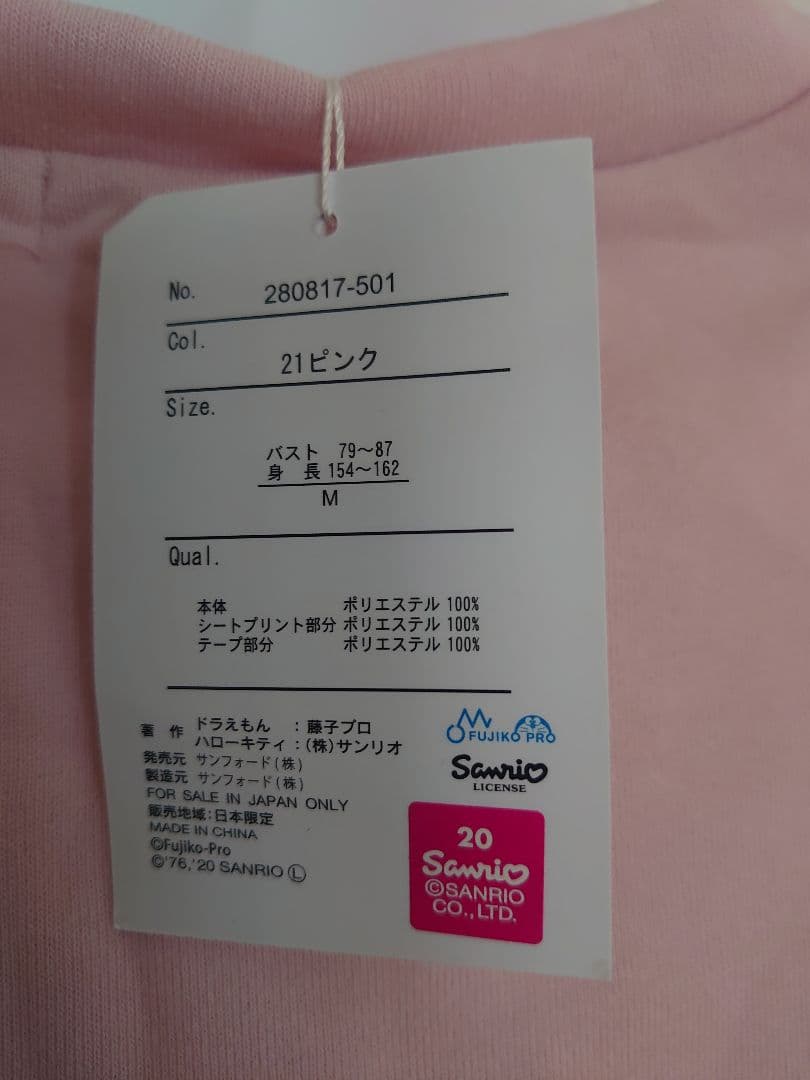 No. 280817-501
Col.
21ピンク
Size.
バスト 79～87
身 長 154～162
M
Qual.
本体 ポリエステル 100%
シートプリント部分 ポリエステル 100%
テープ部分 ポリエステル 100%
著 作 ドラえもん : 藤子プロ
ハローキティ : (株)サンリオ
発売元 サンフォード(株)
製造元 サンフォード(株)
FOR SALE IN JAPAN ONLY
販売地域:日本限定
MADE IN CHINA
©Fujiko-Pro
©'76,'20 SANRIO Ⓛ
FUJIKO PRO
Sanrio
LICENSE
20
Sanrio
©SANRIO
CO.,LTD.